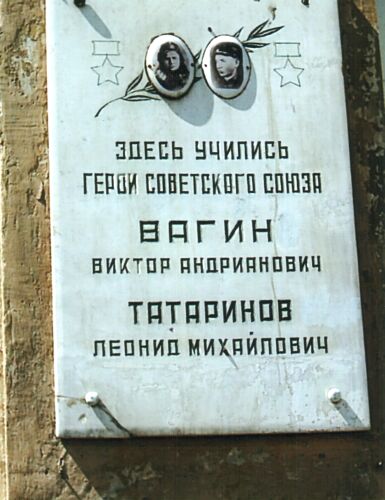 ЗДЕСЬ УЧИЛИСЬ
ГЕРОИ СОВЕТСКОГО СОЮЗА
ВАГИН
ВИКТОР АНДРИАНОВИЧ
ТАТАРИНОВ
ЛЕОНИД МИХАЙЛОВИЧ